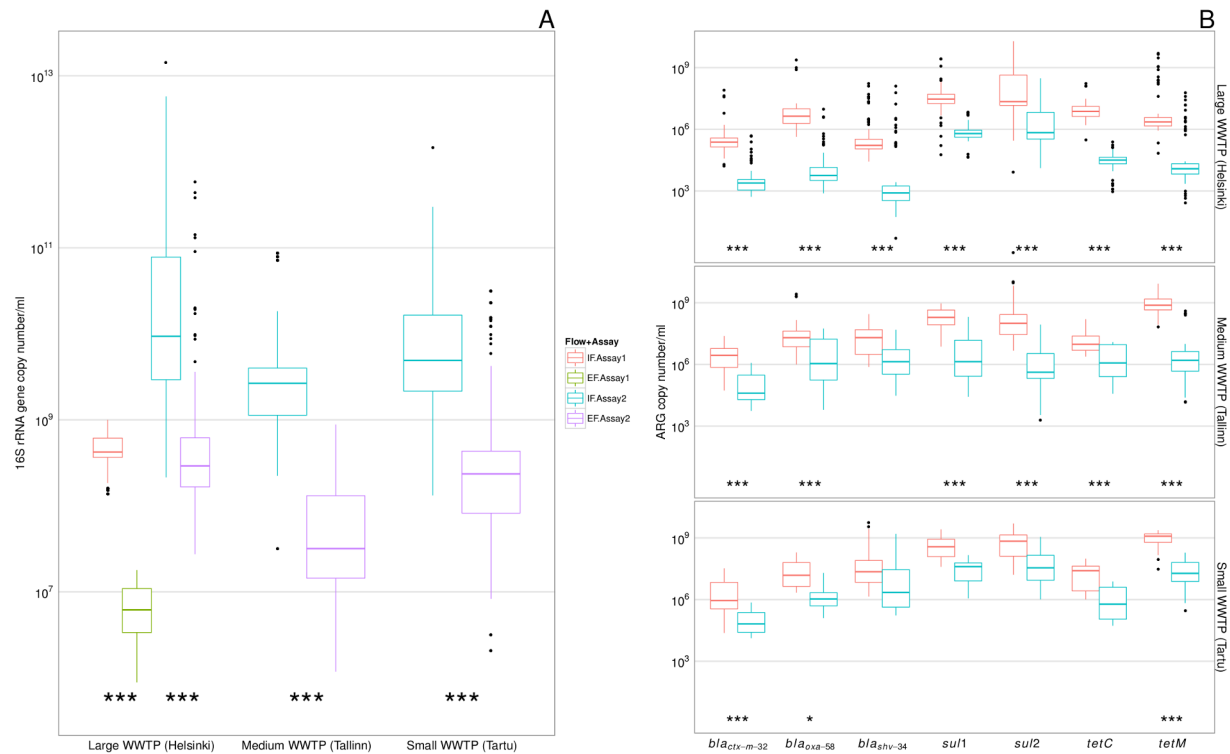 A
16S rRNA gene copy number/ml
10^13
10^11
10^9
10^7
*** *** *** ***
Large WWTP (Helsinki) Medium WWTP (Tallinn) Small WWTP (Tartu)
Flow+Assay
IF.Assay1
EF.Assay1
IF.Assay2
EF.Assay2
B
ARG copy number/ml
10^9
10^6
10^3
*** *** *** *** *** *** ***
Large WWTP (Helsinki)
10^9
10^6
10^3
*** *** *** *** *** ***
Medium WWTP (Tallinn)
10^9
10^6
10^3
*** * ***
Small WWTP (Tartu)
bla_ctx−m−32 bla_oxa−58 bla_shv−34 sul1 sul2 tetC tetM